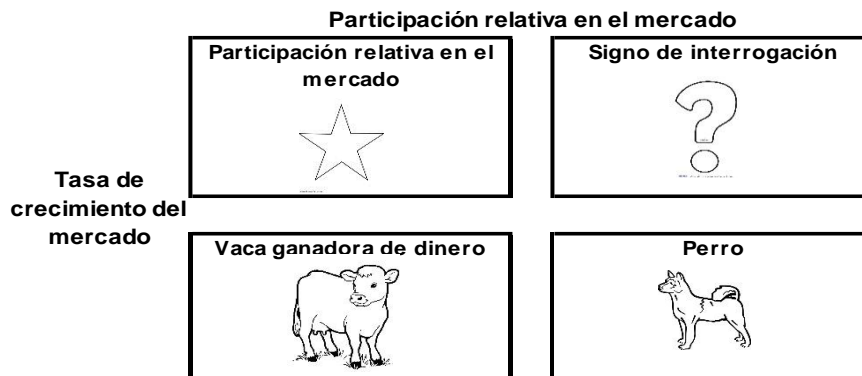 Participación relativa en el mercado
Participación relativa en el
mercado
Signo de interrogación
Tasa de
crecimiento del
mercado
Vaca ganadora de dinero
Perro